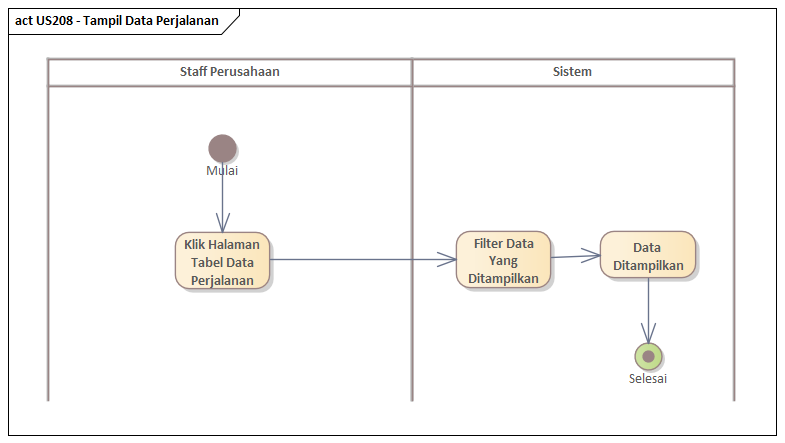 act US208 - Tampil Data Perjalanan
Staff Perusahaan
Sistem
Mulai
Klik Halaman
Tabel Data
Perjalanan
Filter Data
Yang
Ditampilkan
Data
Ditampilkan
Selesai